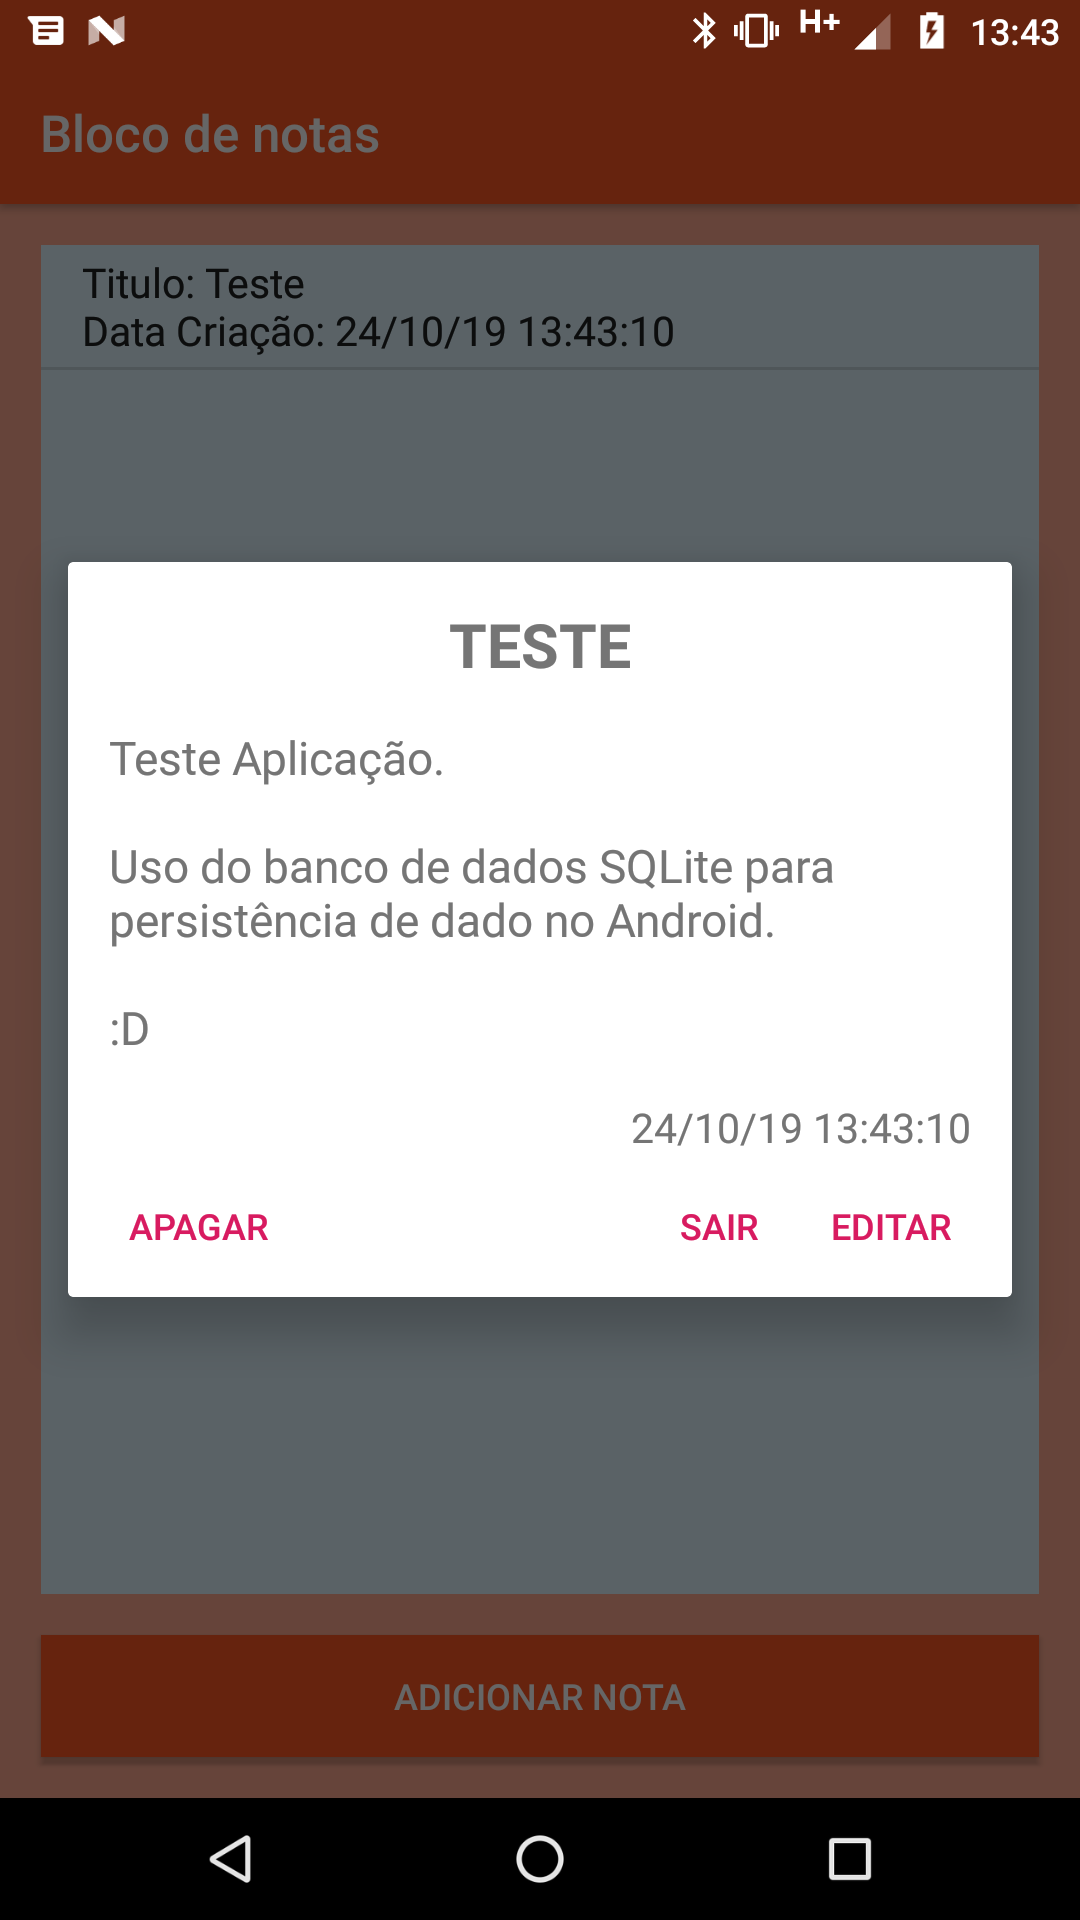 H+ 13:43
Bloco de notas
Titulo: Teste
Data Criação: 24/10/19 13:43:10
TESTE
Teste Aplicação.
Uso do banco de dados SQLite para
persistência de dado no Android.
:D
24/10/19 13:43:10
APAGAR SAIR EDITAR
ADICIONAR NOTA